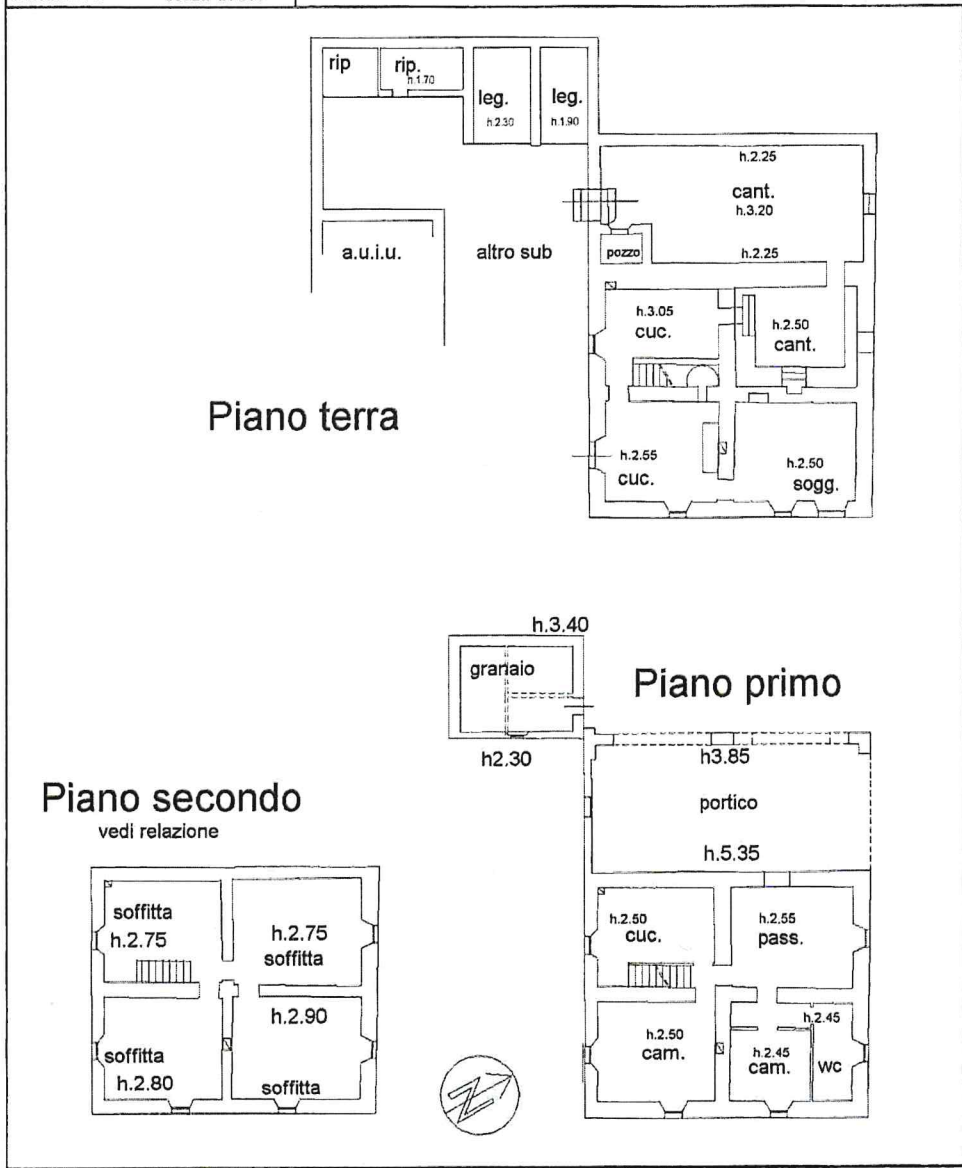 rip
rip.
h.1.70
leg.
h.2.30
leg.
h.1.90
h.2.25
cant.
h.3.20
h.2.25
pozzo
a.u.i.u.
altro sub
h.3.05
cuc.
h.2.50
cant.
Piano terra
h.2.55
cuc.
h.2.50
sogg.
h.3.40
granaio
h2.30
Piano primo
h3.85
portico
h.5.35
h.2.50
cuc.
h.2.55
pass.
h.2.50
cam.
h.2.45
h.2.45
cam.
wc
Piano secondo
vedi relazione
soffitta
h.2.75
h.2.75
soffitta
soffitta
h.2.80
h.2.90
soffitta
N